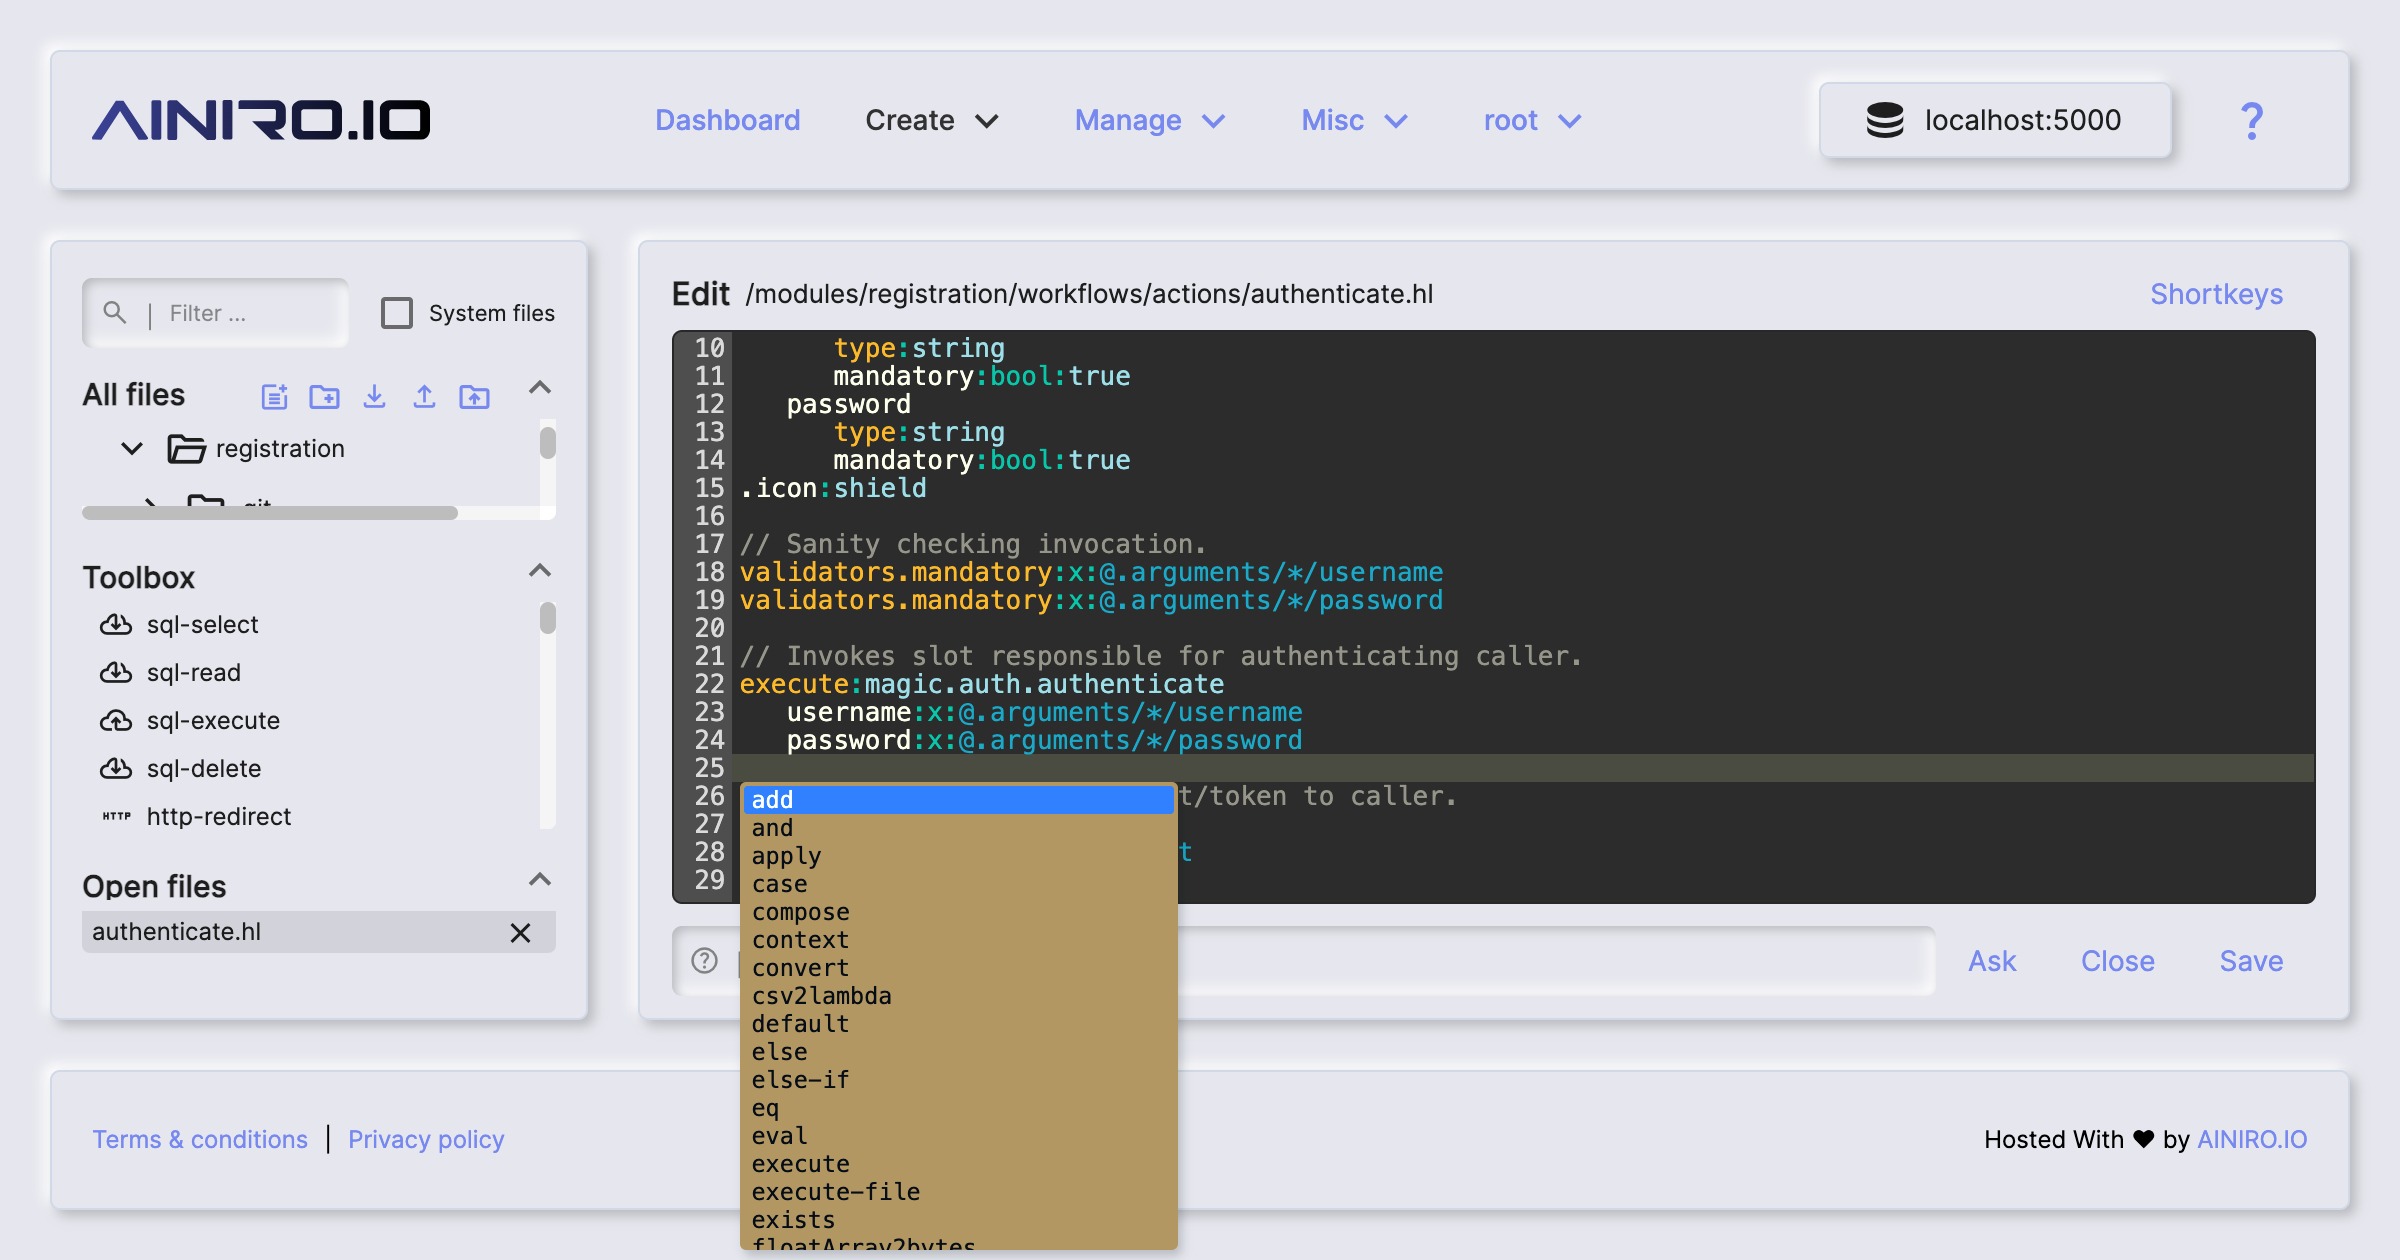 AINIRO.IO
Dashboard
Create
Manage
Misc
root
localhost:5000
?
Filter ...
System files
All files
registration
Toolbox
sql-select
sql-read
sql-execute
sql-delete
HTTP http-redirect
Open files
authenticate.hl
Edit /modules/registration/workflows/actions/authenticate.hl
Shortkeys
10 type:string
11 mandatory:bool:true
12 password
13 type:string
14 mandatory:bool:true
15 .icon:shield
16
17 // Sanity checking invocation.
18 validators.mandatory:x:@.arguments/*/username
19 validators.mandatory:x:@.arguments/*/password
20
21 // Invokes slot responsible for authenticating caller.
22 execute:magic.auth.authenticate
23 username:x:@.arguments/*/username
24 password:x:@.arguments/*/password
25
26 t/token to caller.
27
28 t
29
add
and
apply
case
compose
context
convert
csv2lambda
default
else
else-if
eq
eval
execute
execute-file
exists
floatArray2bytes
Ask
Close
Save
Terms & conditions | Privacy policy
Hosted With ♥ by AINIRO.IO